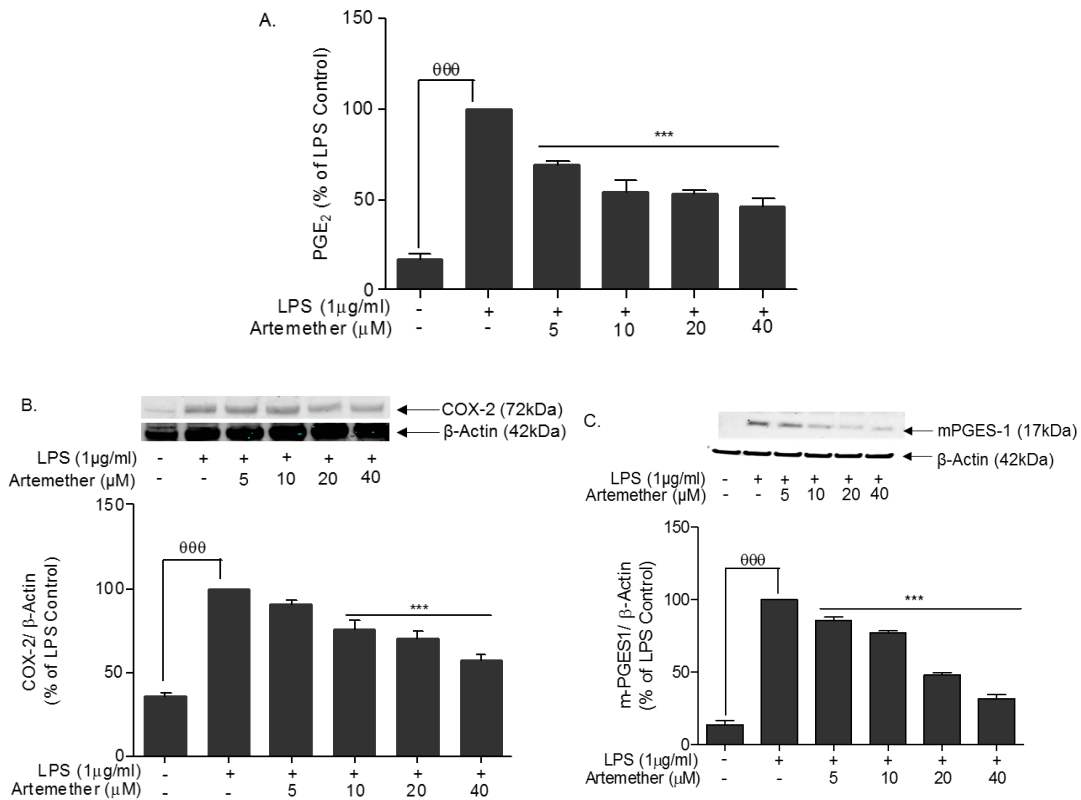 A.
150
θθθ
100
***
50
0
PGE₂ (% of LPS Control)
LPS (1µg/ml) - + + + + +
Artemether (µM) - - 5 10 20 40
B.
COX-2 (72kDa)
β-Actin (42kDa)
LPS (1µg/ml) - + + + + +
Artemether (µM) - - 5 10 20 40
150
θθθ
100
***
50
0
COX-2/ β-Actin
(% of LPS Control)
LPS (1µg/ml) - + + + + +
Artemether (µM) - - 5 10 20 40
C.
mPGES-1 (17kDa)
β-Actin (42kDa)
LPS (1µg/ml) - + + + + +
Artemether (µM) - - 5 10 20 40
150
θθθ
100
***
50
0
m-PGES1/ β-Actin
(% of LPS Control)
LPS (1µg/ml) - + + + + +
Artemether (µM) - - 5 10 20 40